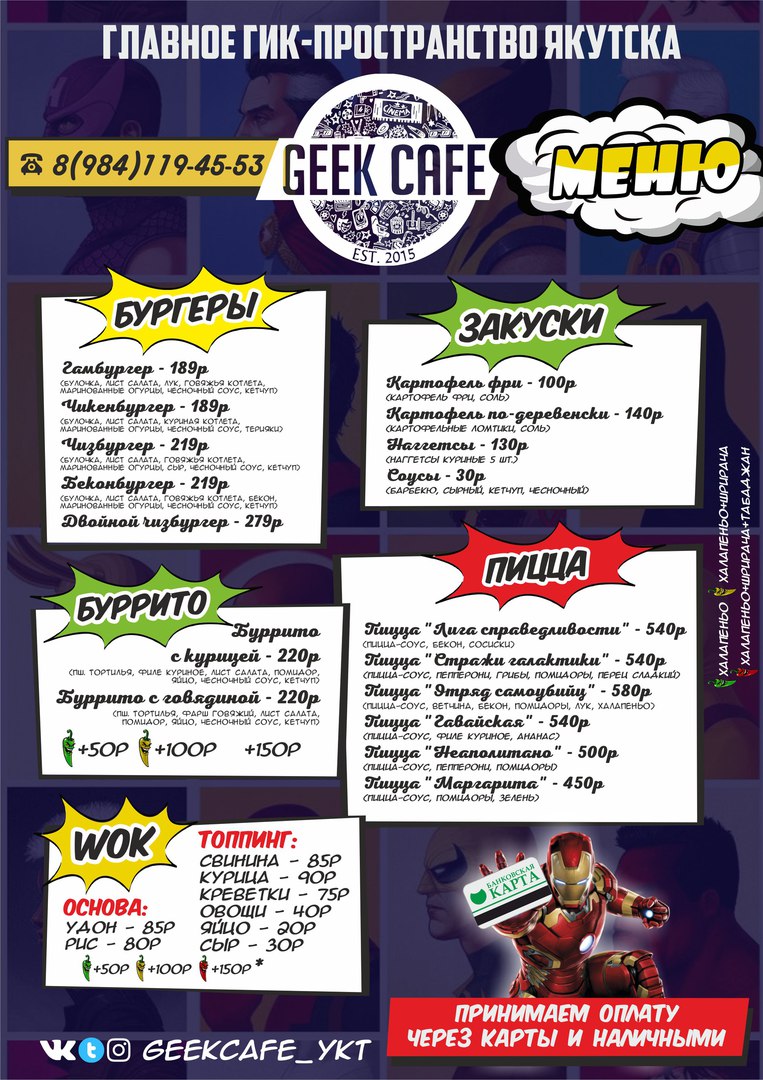 ГЛАВНОЕ ГИК-ПРОСТРАНСТВО ЯКУТСКА
CINEMA
8(984)119-45-53
GEEK CAFE
EST. 2015
МЕНЮ
БУРГЕРЫ
Гамбургер - 189р
(БУЛОЧКА, ЛИСТ САЛАТА, ЛУК, ГОВЯЖЬЯ КОТЛЕТА,
МАРИНОВАННЫЕ ОГУРЦЫ, ЧЕСНОЧНЫЙ СОУС, КЕТЧУП)
Чикенбургер - 189р
(БУЛОЧКА, ЛИСТ САЛАТА, КУРИНАЯ КОТЛЕТА,
МАРИНОВАННЫЕ ОГУРЦЫ, ЧЕСНОЧНЫЙ СОУС, ТЕРИЯКИ)
Чизбургер - 219р
(БУЛОЧКА, ЛИСТ САЛАТА, ГОВЯЖЬЯ КОТЛЕТА,
МАРИНОВАННЫЕ ОГУРЦЫ, СЫР, ЧЕСНОЧНЫЙ СОУС, КЕТЧУП)
Беконбургер - 219р
(БУЛОЧКА, ЛИСТ САЛАТА, ГОВЯЖЬЯ КОТЛЕТА, БЕКОН,
МАРИНОВАННЫЕ ОГУРЦЫ, ЧЕСНОЧНЫЙ СОУС, КЕТЧУП)
Двойной чизбургер - 279р
ЗАКУСКИ
Картофель фри - 100р
(КАРТОФЕЛЬ ФРИ, СОЛЬ)
Картофель по-деревенски - 140р
(КАРТОФЕЛЬНЫЕ ЛОМТИКИ, СОЛЬ)
Наггетсы - 130р
(НАГГЕТСЫ КУРИНЫЕ 5 ШТ.)
Соусы - 30р
(БАРБЕКЮ, СЫРНЫЙ, КЕТЧУП, ЧЕСНОЧНЫЙ)
ХАЛАПЕНЬО
ХАЛАПЕНЬО+ШРИРАЧА
ХАЛАПЕНЬО+ШРИРАЧА+ТАБАДЖАН
БУРРИТО
Буррито
с курицей - 220р
(ПШ. ТОРТИЛЬЯ, ФИЛЕ КУРИНОЕ, ЛИСТ САЛАТА, ПОМИДОР,
ЯЙЦО, ЧЕСНОЧНЫЙ СОУС, КЕТЧУП)
Буррито с говядиной - 220р
(ПШ. ТОРТИЛЬЯ, ФАРШ ГОВЯЖИЙ, ЛИСТ САЛАТА,
ПОМИДОР, ЯЙЦО, ЧЕСНОЧНЫЙ СОУС, КЕТЧУП)
+50Р +100Р +150Р
ПИЦЦА
Пицца "Лига справедливости" - 540р
(ПИЦЦА-СОУС, БЕКОН, СОСИСКИ)
Пицца "Стражи галактики" - 540р
(ПИЦЦА-СОУС, ПЕППЕРОНИ, ГРИБЫ, ПОМИДОРЫ, ПЕРЕЦ СЛАДКИЙ)
Пицца "Отряд самоубийц" - 580р
(ПИЦЦА-СОУС, ВЕТЧИНА, БЕКОН, ПОМИДОРЫ, ЛУК, ХАЛАПЕНЬО)
Пицца "Гавайская" - 540р
(ПИЦЦА-СОУС, ФИЛЕ КУРИНОЕ, АНАНАС)
Пицца "Неаполитано" - 500р
(ПИЦЦА-СОУС, ПЕППЕРОНИ, ПОМИДОРЫ)
Пицца "Маргарита" - 450р
(ПИЦЦА-СОУС, ПОМИДОРЫ, ЗЕЛЕНЬ)
WOK
ОСНОВА:
УДОН - 85Р
РИС - 80Р
ТОППИНГ:
СВИНИНА - 85Р
КУРИЦА - 90Р
КРЕВЕТКИ - 75Р
ОВОЩИ - 40Р
ЯЙЦО - 20Р
СЫР - 30Р
+50Р +100Р +150Р *
БАНКОВСКАЯ
КАРТА
ПРИНИМАЕМ ОПЛАТУ
ЧЕРЕЗ КАРТЫ И НАЛИЧНЫМИ
GEEKCAFE_YKT